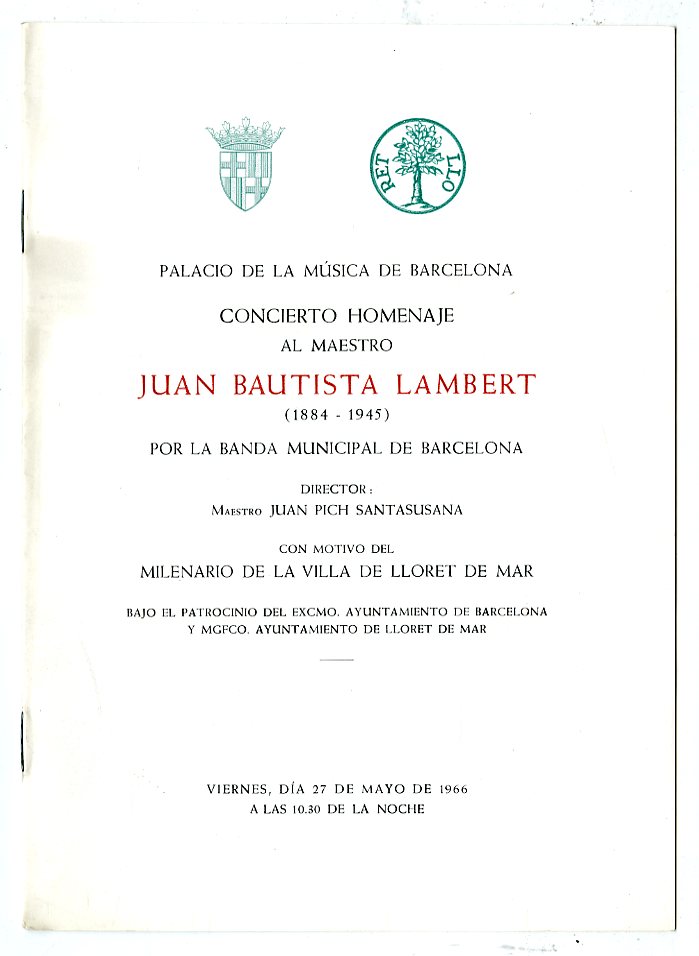 RET LLO
PALACIO DE LA MÚSICA DE BARCELONA
CONCIERTO HOMENAJE
AL MAESTRO
JUAN BAUTISTA LAMBERT
(1884 - 1945)
POR LA BANDA MUNICIPAL DE BARCELONA
DIRECTOR:
MAESTRO JUAN PICH SANTASUSANA
CON MOTIVO DEL
MILENARIO DE LA VILLA DE LLORET DE MAR
BAJO EL PATROCINIO DEL EXCMO. AYUNTAMIENTO DE BARCELONA
Y MGFCO. AYUNTAMIENTO DE LLORET DE MAR
VIERNES, DÍA 27 DE MAYO DE 1966
A LAS 10.30 DE LA NOCHE